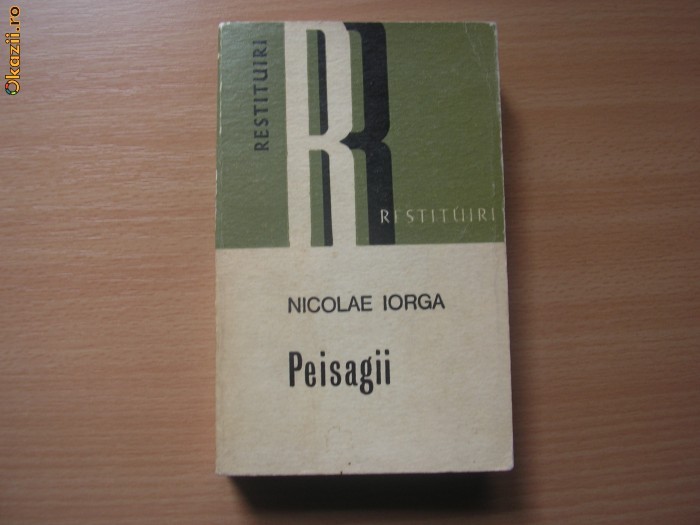 Okazii.ro
RESTITUIRI
R
RESTITUIRI
NICOLAE IORGA
Peisagii